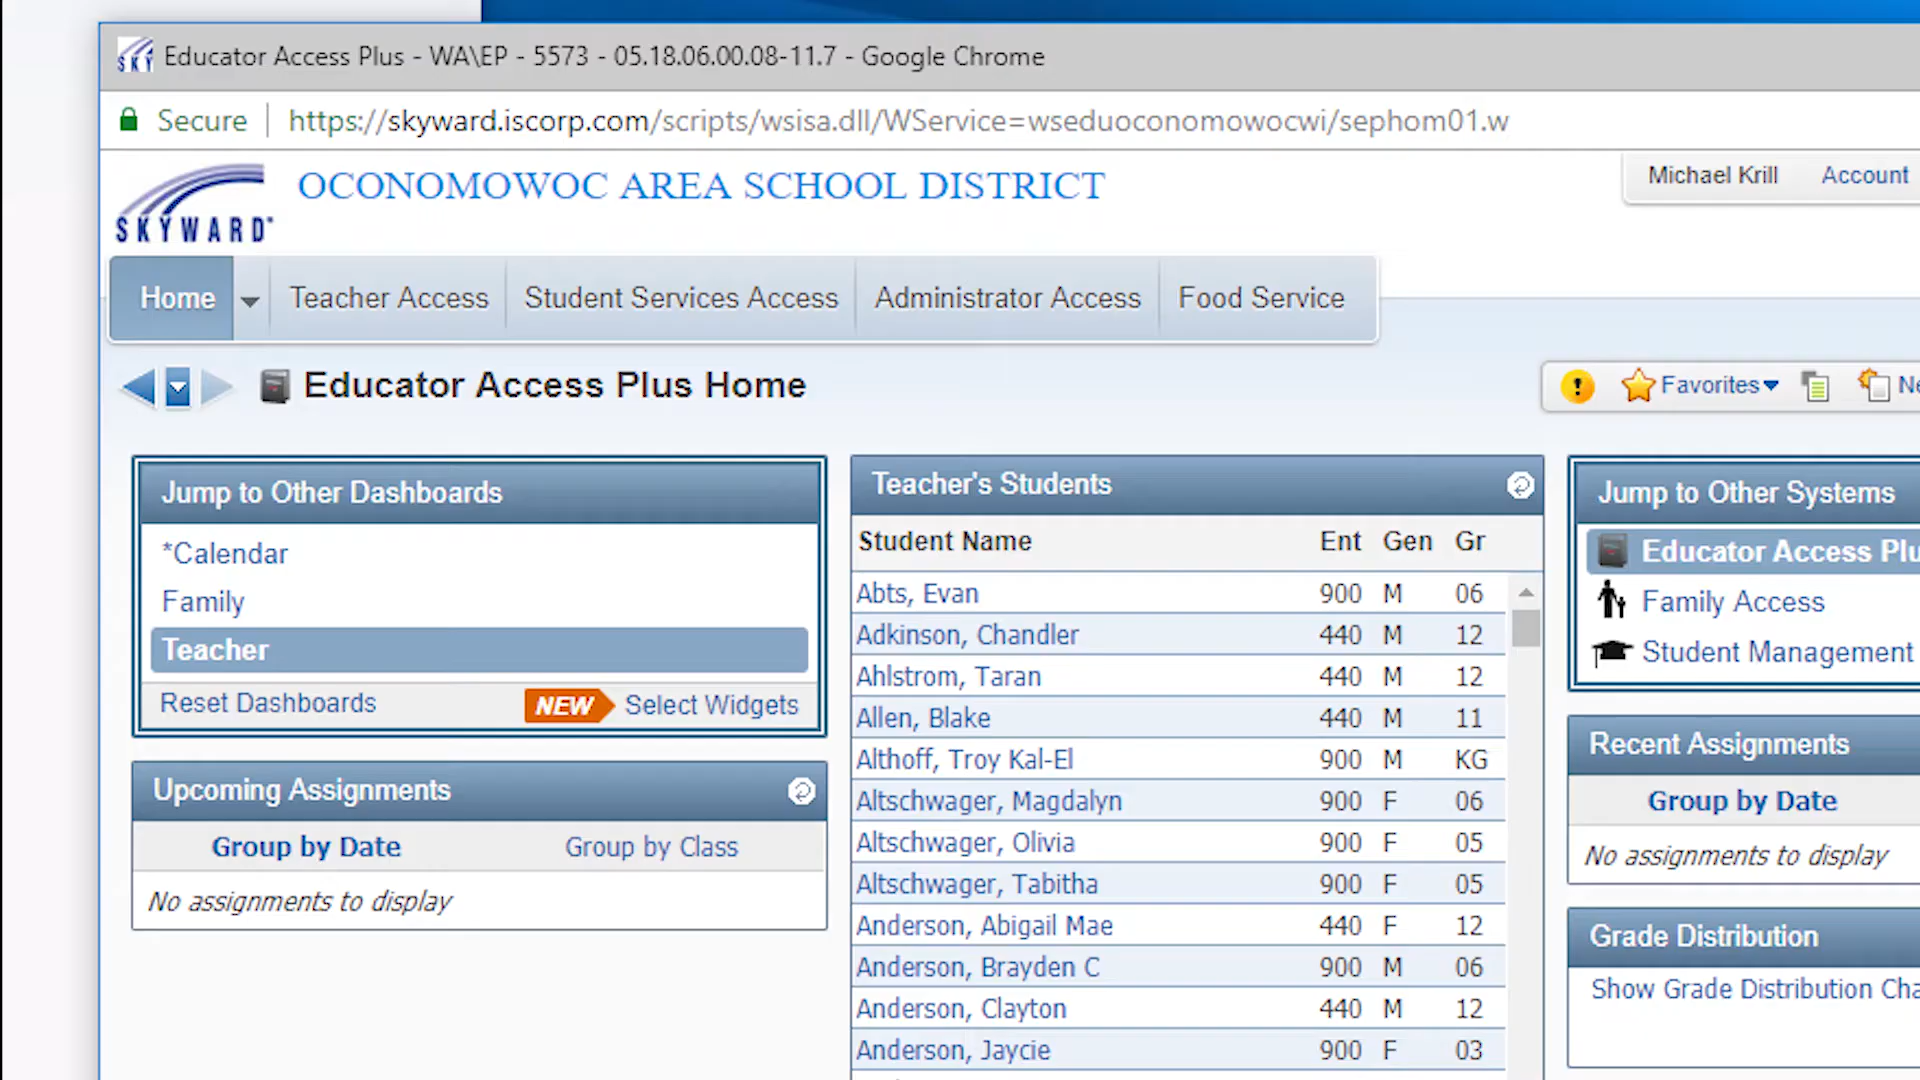 Educator Access Plus - WA\EP - 5573 - 05.18.06.00.08-11.7 - Google Chrome
Secure https://skyward.iscorp.com/scripts/wsisa.dll/WService=wseduoconomowocwi/sephom01.w
SKYWARD
OCONOMOWOC AREA SCHOOL DISTRICT
Michael Krill Account
Home Teacher Access Student Services Access Administrator Access Food Service
Educator Access Plus Home
Favorites
Jump to Other Dashboards
*Calendar
Family
Teacher
Reset Dashboards NEW Select Widgets
Upcoming Assignments
Group by Date Group by Class
No assignments to display
Teacher's Students
Student Name Ent Gen Gr
Abts, Evan 900 M 06
Adkinson, Chandler 440 M 12
Ahlstrom, Taran 440 M 12
Allen, Blake 440 M 11
Althoff, Troy Kal-El 900 M KG
Altschwager, Magdalyn 900 F 06
Altschwager, Olivia 900 F 05
Altschwager, Tabitha 900 F 05
Anderson, Abigail Mae 440 F 12
Anderson, Brayden C 900 M 06
Anderson, Clayton 440 M 12
Anderson, Jaycie 900 F 03
Jump to Other Systems
Educator Access Plu
Family Access
Student Management
Recent Assignments
Group by Date
No assignments to display
Grade Distribution
Show Grade Distribution Cha